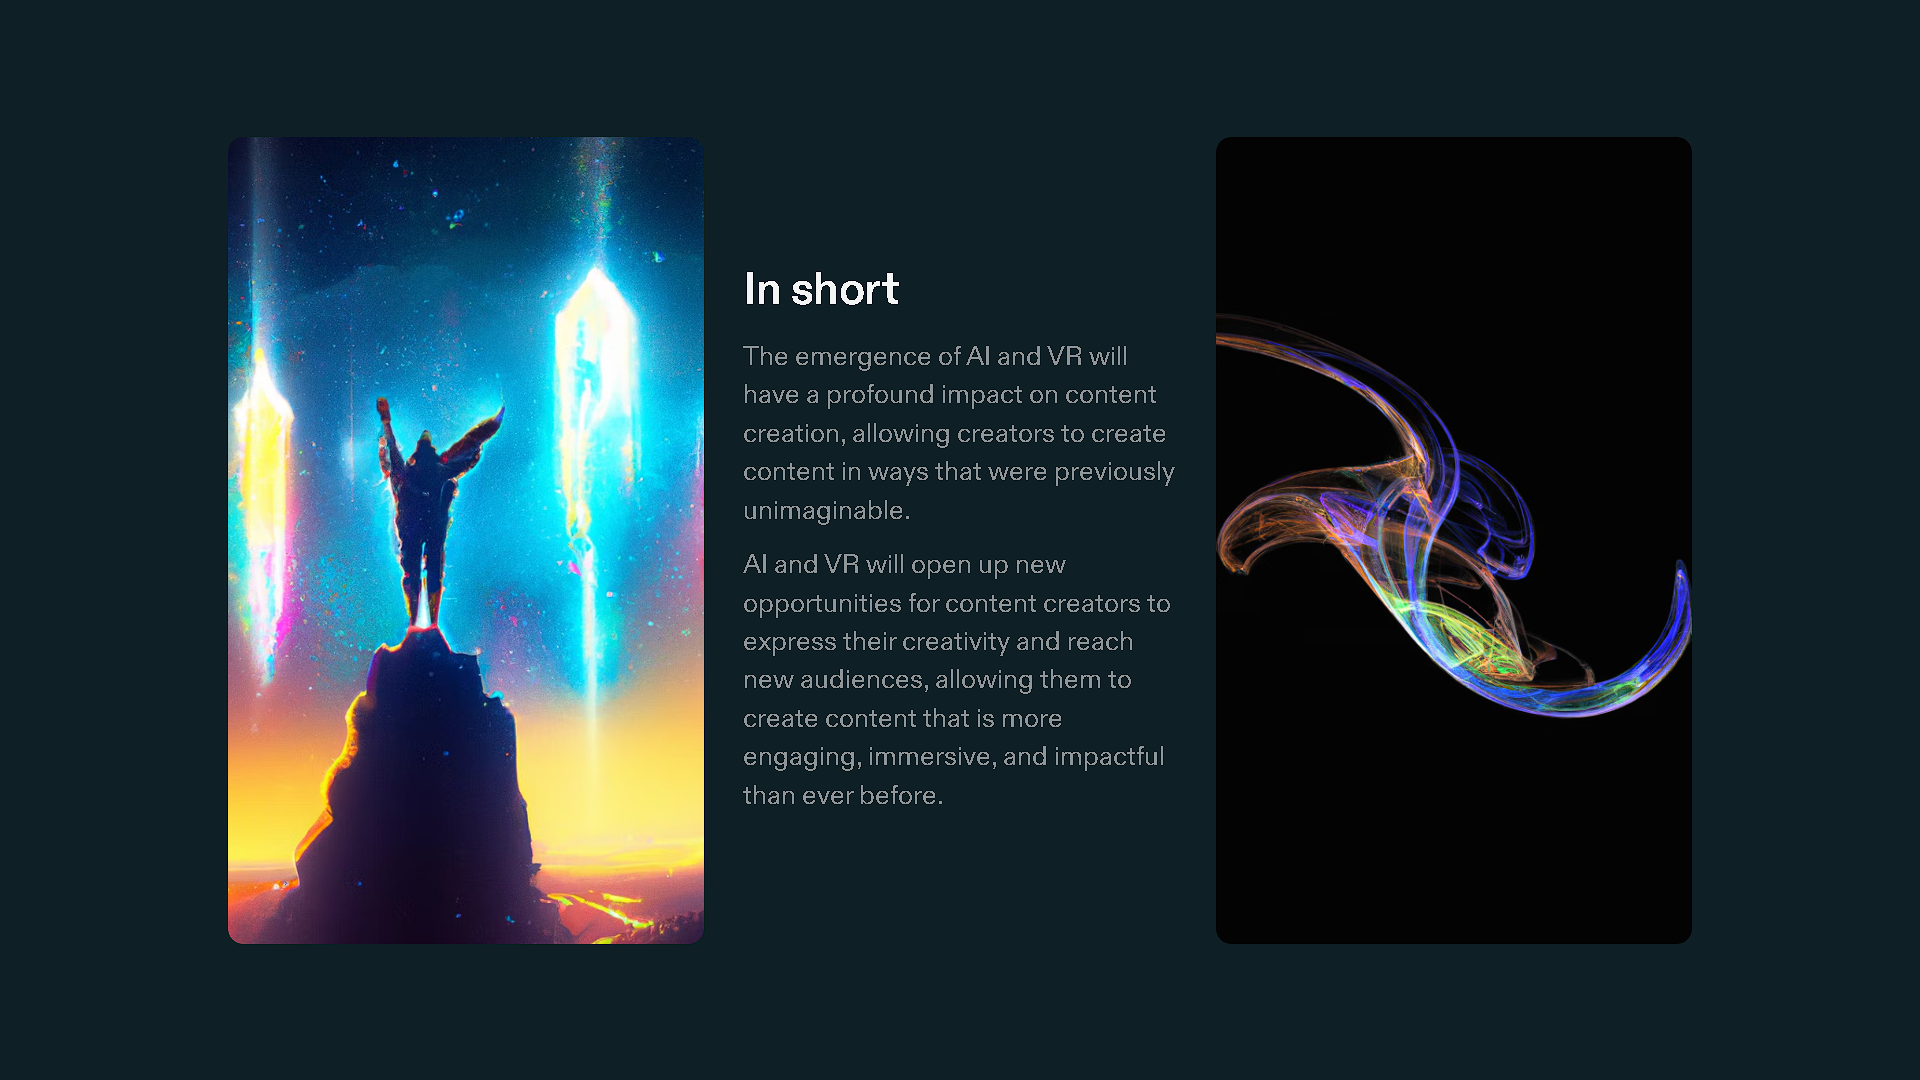 In short
The emergence of AI and VR will
have a profound impact on content
creation, allowing creators to create
content in ways that were previously
unimaginable.
AI and VR will open up new
opportunities for content creators to
express their creativity and reach
new audiences, allowing them to
create content that is more
engaging, immersive, and impactful
than ever before.